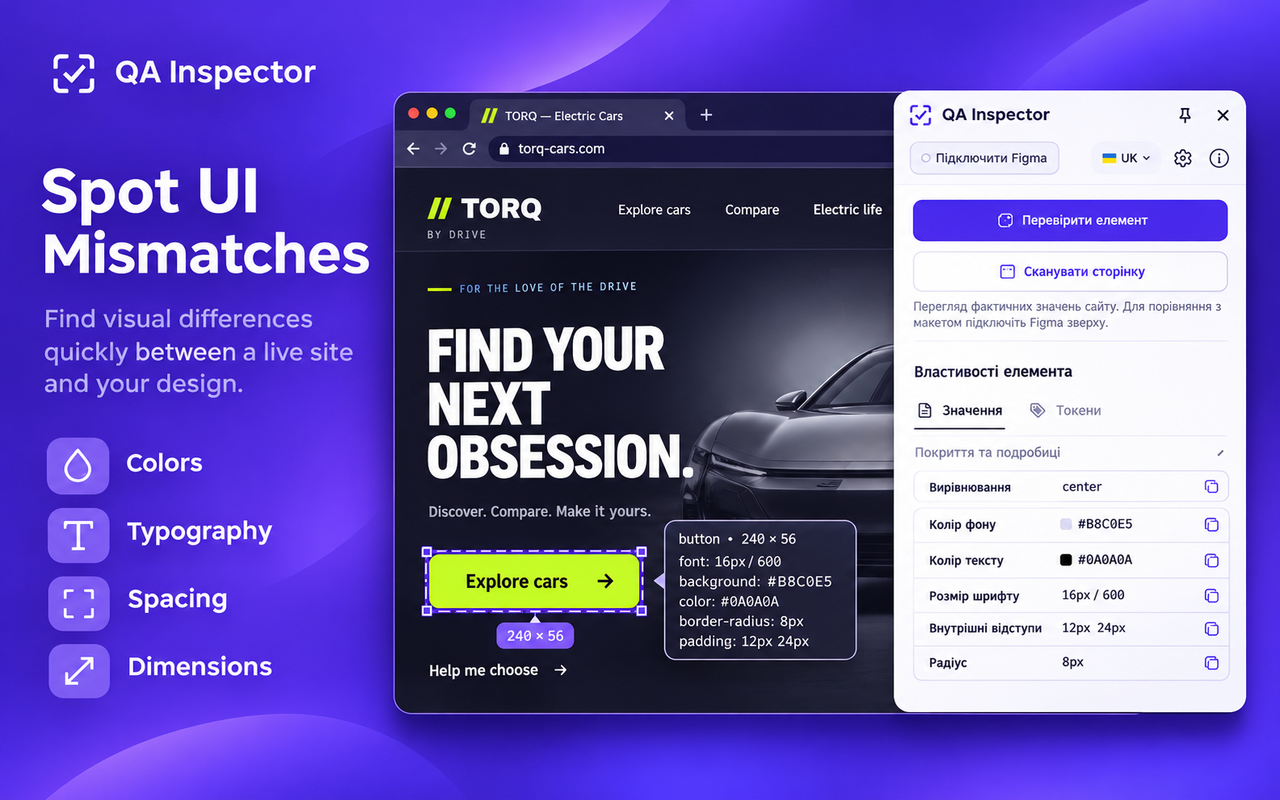 QA Inspector
Spot UI
Mismatches
Find visual differences
quickly between a live site
and your design.
Colors
Typography
Spacing
Dimensions
TORQ — Electric Cars
torq-cars.com
TORQ
BY DRIVE
Explore cars
Compare
Electric life
FOR THE LOVE OF THE DRIVE
FIND YOUR
NEXT
OBSESSION.
Discover. Compare. Make it yours.
Explore cars
240 × 56
Help me choose
button • 240 × 56
font: 16px / 600
background: #B8C0E5
color: #0A0A0A
border-radius: 8px
padding: 12px 24px
QA Inspector
Підключити Figma
UK
Перевірити елемент
Сканувати сторінку
Перегляд фактичних значень сайту. Для порівняння з
макетом підключіть Figma зверху.
Властивості елемента
Значення
Токени
Покриття та подробиці
Вирівнювання center
Колір фону #B8C0E5
Колір тексту #0A0A0A
Розмір шрифту 16px / 600
Внутрішні відступи 12px 24px
Радіус 8px